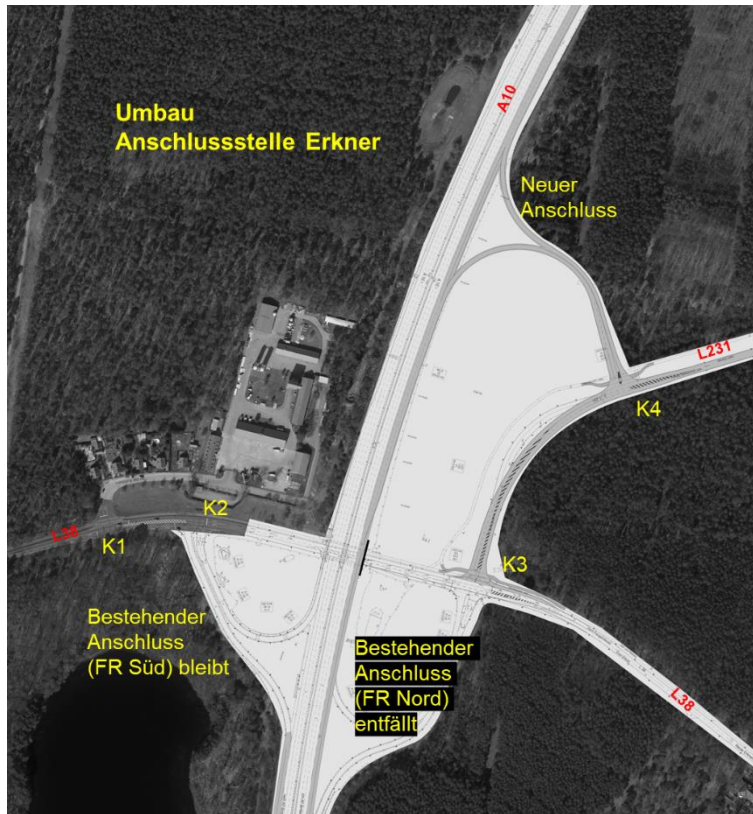 A10
Umbau
Anschlussstelle Erkner
Neuer
Anschluss
L231
K4
K2
L38
K1
K3
Bestehender
Anschluss
(FR Süd) bleibt
Bestehender
Anschluss
(FR Nord)
entfällt
L38